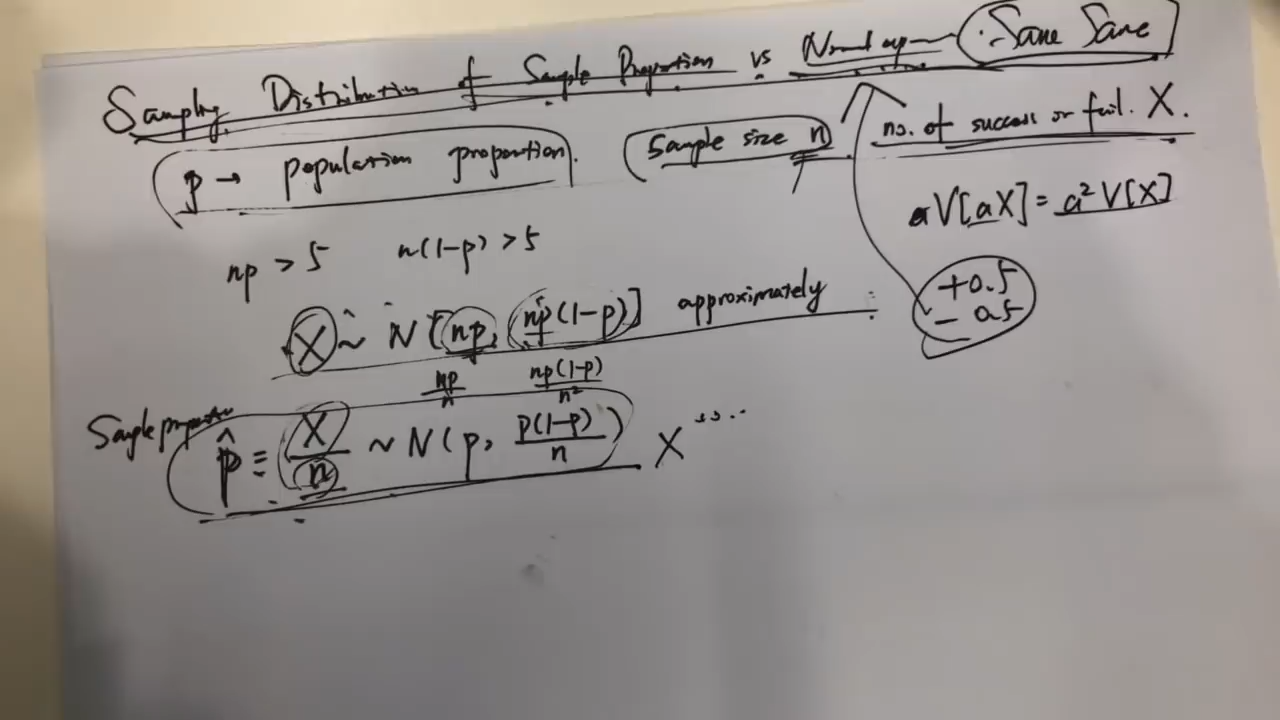 Sampling Distribution of Sample Proportion vs Normal app — Same Same
p → population proportion.
Sample size n
no. of success or fail. X.
aV[aX] = a² V[X]
np > 5 n(1-p) > 5
+0.5
- 0.5
X ~ N [np, np(1-p)] approximately
np/n np(1-p)/n²
Sample proportion
p̂ ≡ X/n ~ N(p, p(1-p)/n) X